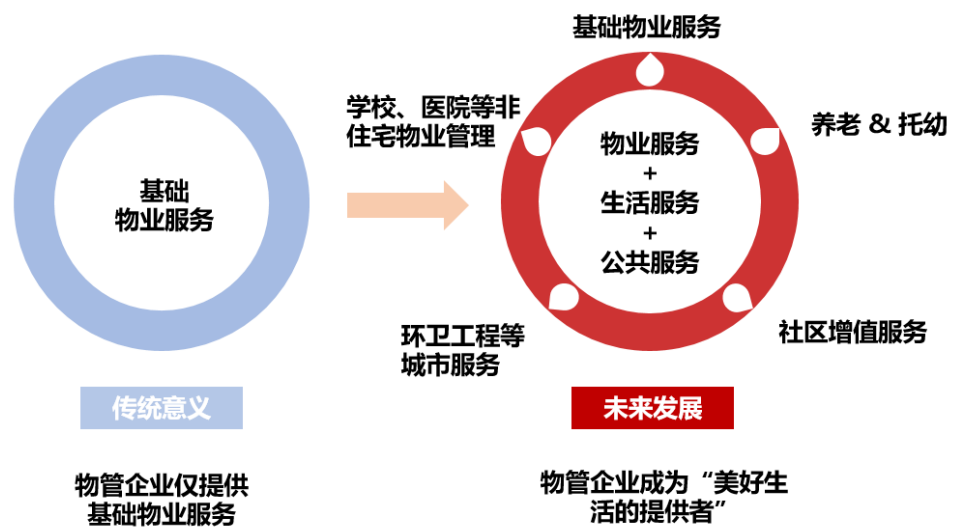 基础物业服务
学校、医院等非
住宅物业管理
养老 & 托幼
基础
物业服务
物业服务
+
生活服务
+
公共服务
环卫工程等
城市服务
社区增值服务
传统意义
未来发展
物管企业仅提供
基础物业服务
物管企业成为“美好生
活的提供者”